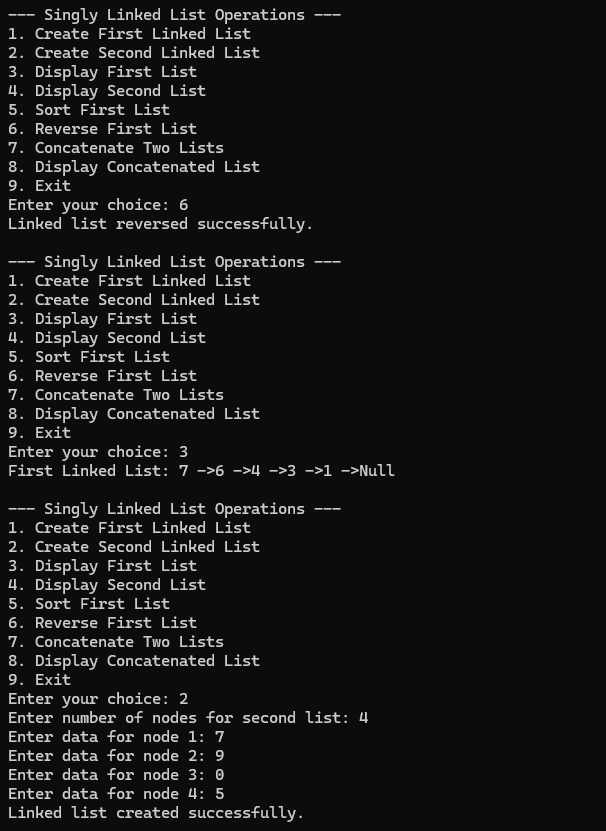 --- Singly Linked List Operations ---
1. Create First Linked List
2. Create Second Linked List
3. Display First List
4. Display Second List
5. Sort First List
6. Reverse First List
7. Concatenate Two Lists
8. Display Concatenated List
9. Exit
Enter your choice: 6
Linked list reversed successfully.

--- Singly Linked List Operations ---
1. Create First Linked List
2. Create Second Linked List
3. Display First List
4. Display Second List
5. Sort First List
6. Reverse First List
7. Concatenate Two Lists
8. Display Concatenated List
9. Exit
Enter your choice: 3
First Linked List: 7 ->6 ->4 ->3 ->1 ->Null

--- Singly Linked List Operations ---
1. Create First Linked List
2. Create Second Linked List
3. Display First List
4. Display Second List
5. Sort First List
6. Reverse First List
7. Concatenate Two Lists
8. Display Concatenated List
9. Exit
Enter your choice: 2
Enter number of nodes for second list: 4
Enter data for node 1: 7
Enter data for node 2: 9
Enter data for node 3: 0
Enter data for node 4: 5
Linked list created successfully.